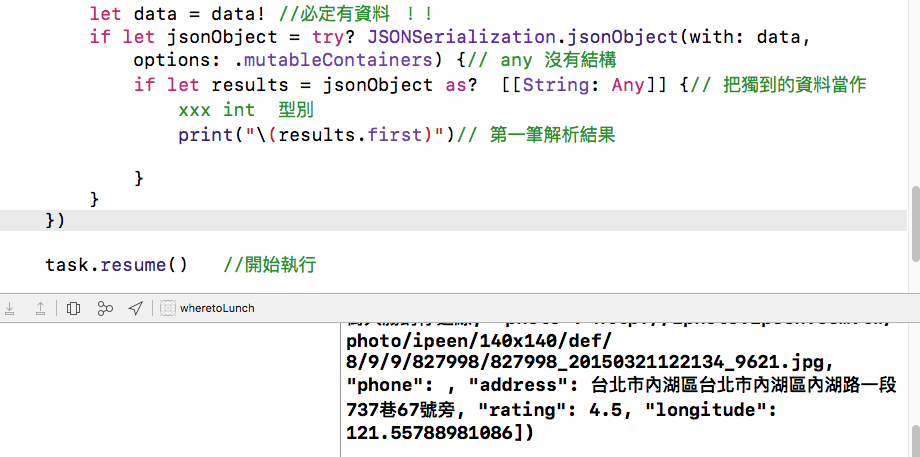 let data = data! //必定有資料 ！！
if let jsonObject = try? JSONSerialization.jsonObject(with: data,
options: .mutableContainers) {// any 沒有結構
if let results = jsonObject as?  [[String: Any]] {// 把獨到的資料當作
xxx int  型別
print("\(results.first)")// 第一筆解析結果
}
}
})
task.resume()   //開始執行
wheretoLunch
photo/ipeen/140x140/def/
8/9/9/827998/827998_20150321122134_9621.jpg,
"phone": , "address": 台北市內湖區台北市內湖區內湖路一段
737巷67號旁, "rating": 4.5, "longitude":
121.55788981086])